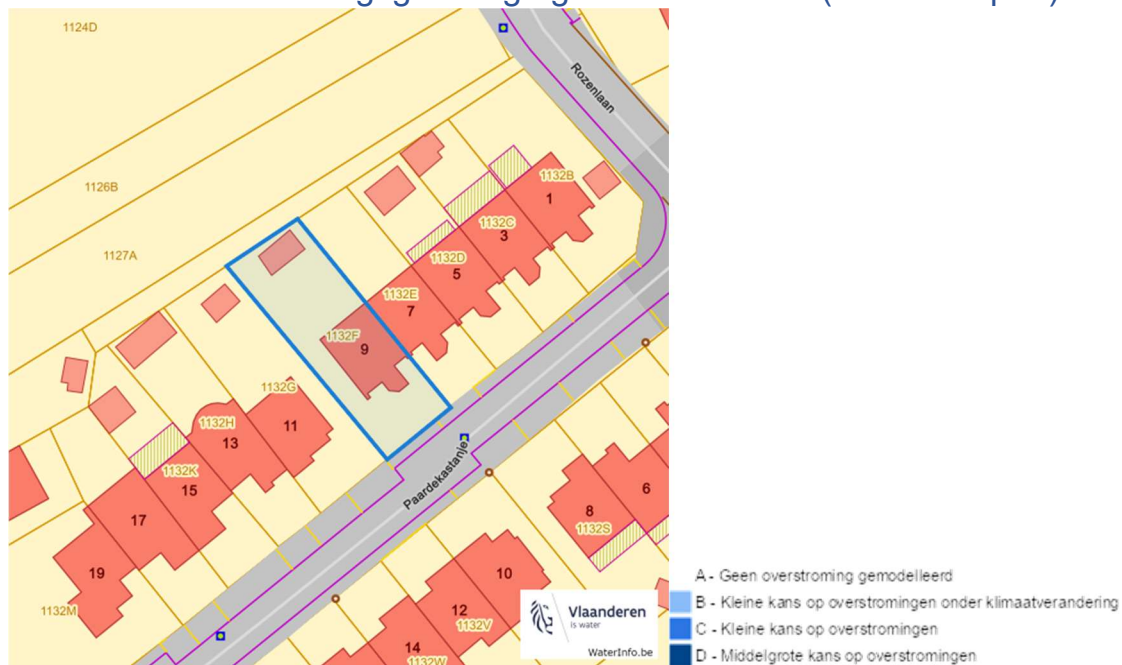 1124D
Rozenlaan
1126B
1132B
1
1132C
3
1127A
1132D
5
1132E
7
1132F
9
1132G
11
1132H
13
1132K
15
Paardekastanje
17
6
8
1132S
19
10
1132M
12
1132V
14
1132W
Vlaanderen
is water
WaterInfo.be
A - Geen overstroming gemodelleerd
B - Kleine kans op overstromingen onder klimaatverandering
C - Kleine kans op overstromingen
D - Middelgrote kans op overstromingen